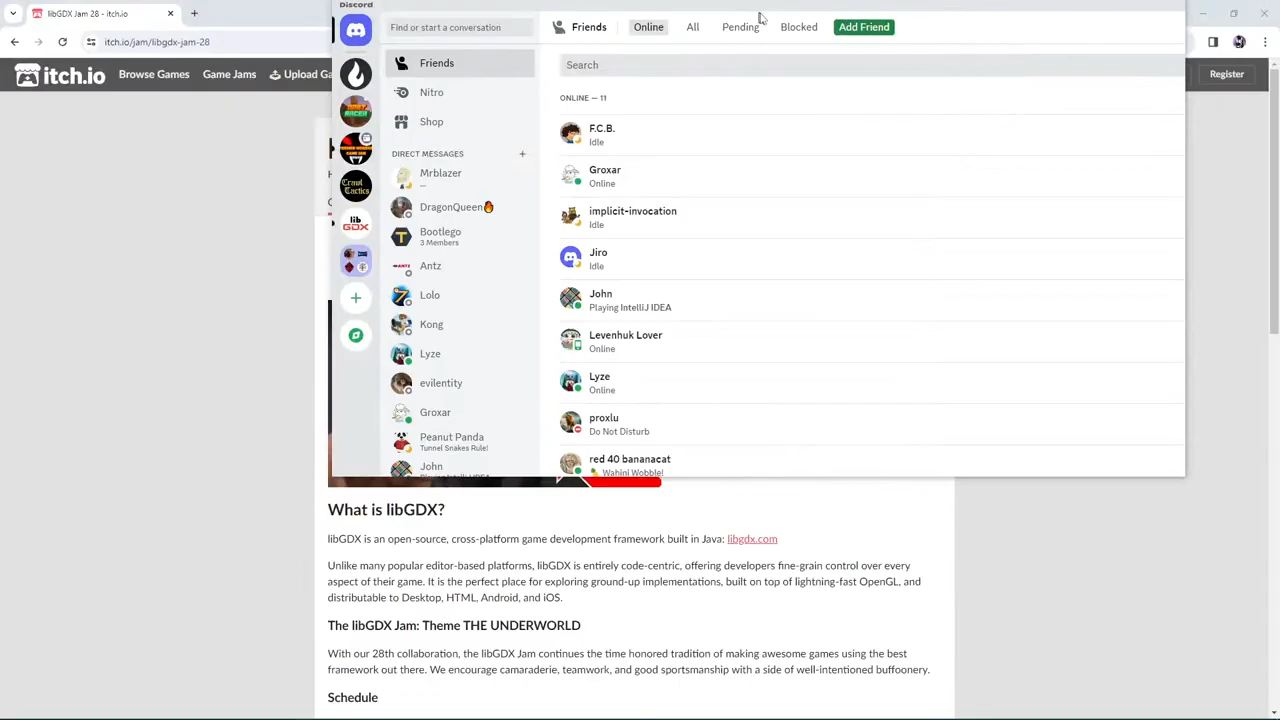 Discord
libGDX Jam 28 - itch.io
itch.io/jam/libgdx-jam-28
itch.io
Browse Games
Game Jams
Upload Ga
Register
Find or start a conversation
Friends
Nitro
Shop
DIRECT MESSAGES
Mrblazer
DragonQueen
Bootlego
3 Members
Antz
Lolo
Kong
Lyze
evilentity
Groxar
Peanut Panda
Tunnel Snakes Rule!
John
Crawl
Tactics
lib
GDX
Friends
Online
All
Pending
Blocked
Add Friend
Search
ONLINE — 11
F.C.B.
Idle
Groxar
Online
implicit-invocation
Idle
Jiro
Idle
John
Playing IntelliJ IDEA
Levenhuk Lover
Online
Lyze
Online
proxlu
Do Not Disturb
red 40 bananacat
Wahini Wobble!
What is libGDX?
libGDX is an open-source, cross-platform game development framework built in Java: libgdx.com
Unlike many popular editor-based platforms, libGDX is entirely code-centric, offering developers fine-grain control over every
aspect of their game. It is the perfect place for exploring ground-up implementations, built on top of lightning-fast OpenGL, and
distributable to Desktop, HTML, Android, and iOS.
The libGDX Jam: Theme THE UNDERWORLD
With our 28th collaboration, the libGDX Jam continues the time honored tradition of making awesome games using the best
framework out there. We encourage camaraderie, teamwork, and good sportsmanship with a side of well-intentioned buffoonery.
Schedule